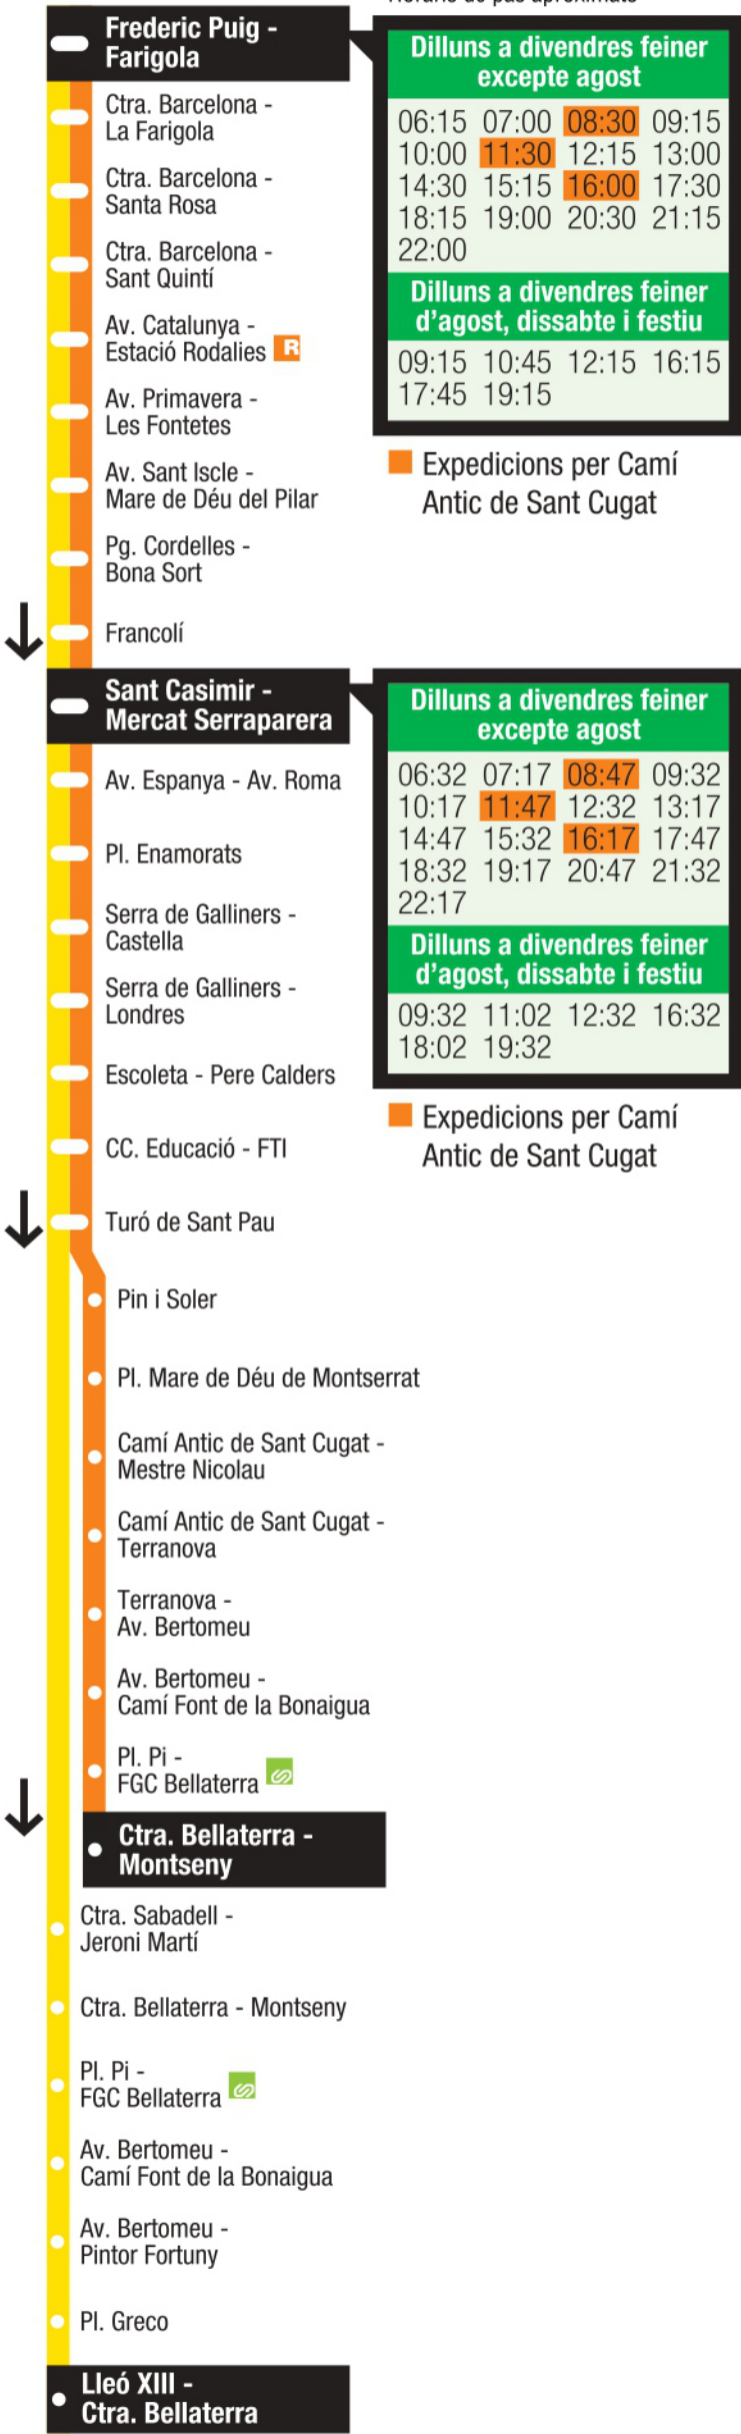 Horario de pas aproximats
Frederic Puig -
Farigola
Dilluns a divendres feiner
excepte agost
06:15 07:00 08:30 09:15
10:00 11:30 12:15 13:00
14:30 15:15 16:00 17:30
18:15 19:00 20:30 21:15
22:00
Dilluns a divendres feiner
d'agost, dissabte i festiu
09:15 10:45 12:15 16:15
17:45 19:15
Expedicions per Camí
Antic de Sant Cugat
Ctra. Barcelona -
La Farigola
Ctra. Barcelona -
Santa Rosa
Ctra. Barcelona -
Sant Quintí
Av. Catalunya -
Estació Rodalies R
Av. Primavera -
Les Fontetes
Av. Sant Iscle -
Mare de Déu del Pilar
Pg. Cordelles -
Bona Sort
Francolí
Sant Casimir -
Mercat Serraparera
Dilluns a divendres feiner
excepte agost
06:32 07:17 08:47 09:32
10:17 11:47 12:32 13:17
14:47 15:32 16:17 17:47
18:32 19:17 20:47 21:32
22:17
Dilluns a divendres feiner
d'agost, dissabte i festiu
09:32 11:02 12:32 16:32
18:02 19:32
Expedicions per Camí
Antic de Sant Cugat
Av. Espanya - Av. Roma
Pl. Enamorats
Serra de Galliners -
Castella
Serra de Galliners -
Londres
Escoleta - Pere Calders
CC. Educació - FTI
Turó de Sant Pau
Pin i Soler
Pl. Mare de Déu de Montserrat
Camí Antic de Sant Cugat -
Mestre Nicolau
Camí Antic de Sant Cugat -
Terranova
Terranova -
Av. Bertomeu
Av. Bertomeu -
Camí Font de la Bonaigua
Pl. Pi -
FGC Bellaterra
Ctra. Bellaterra -
Montseny
Ctra. Sabadell -
Jeroni Martí
Ctra. Bellaterra - Montseny
Pl. Pi -
FGC Bellaterra
Av. Bertomeu -
Camí Font de la Bonaigua
Av. Bertomeu -
Pintor Fortuny
Pl. Greco
Lleó XIII -
Ctra. Bellaterra